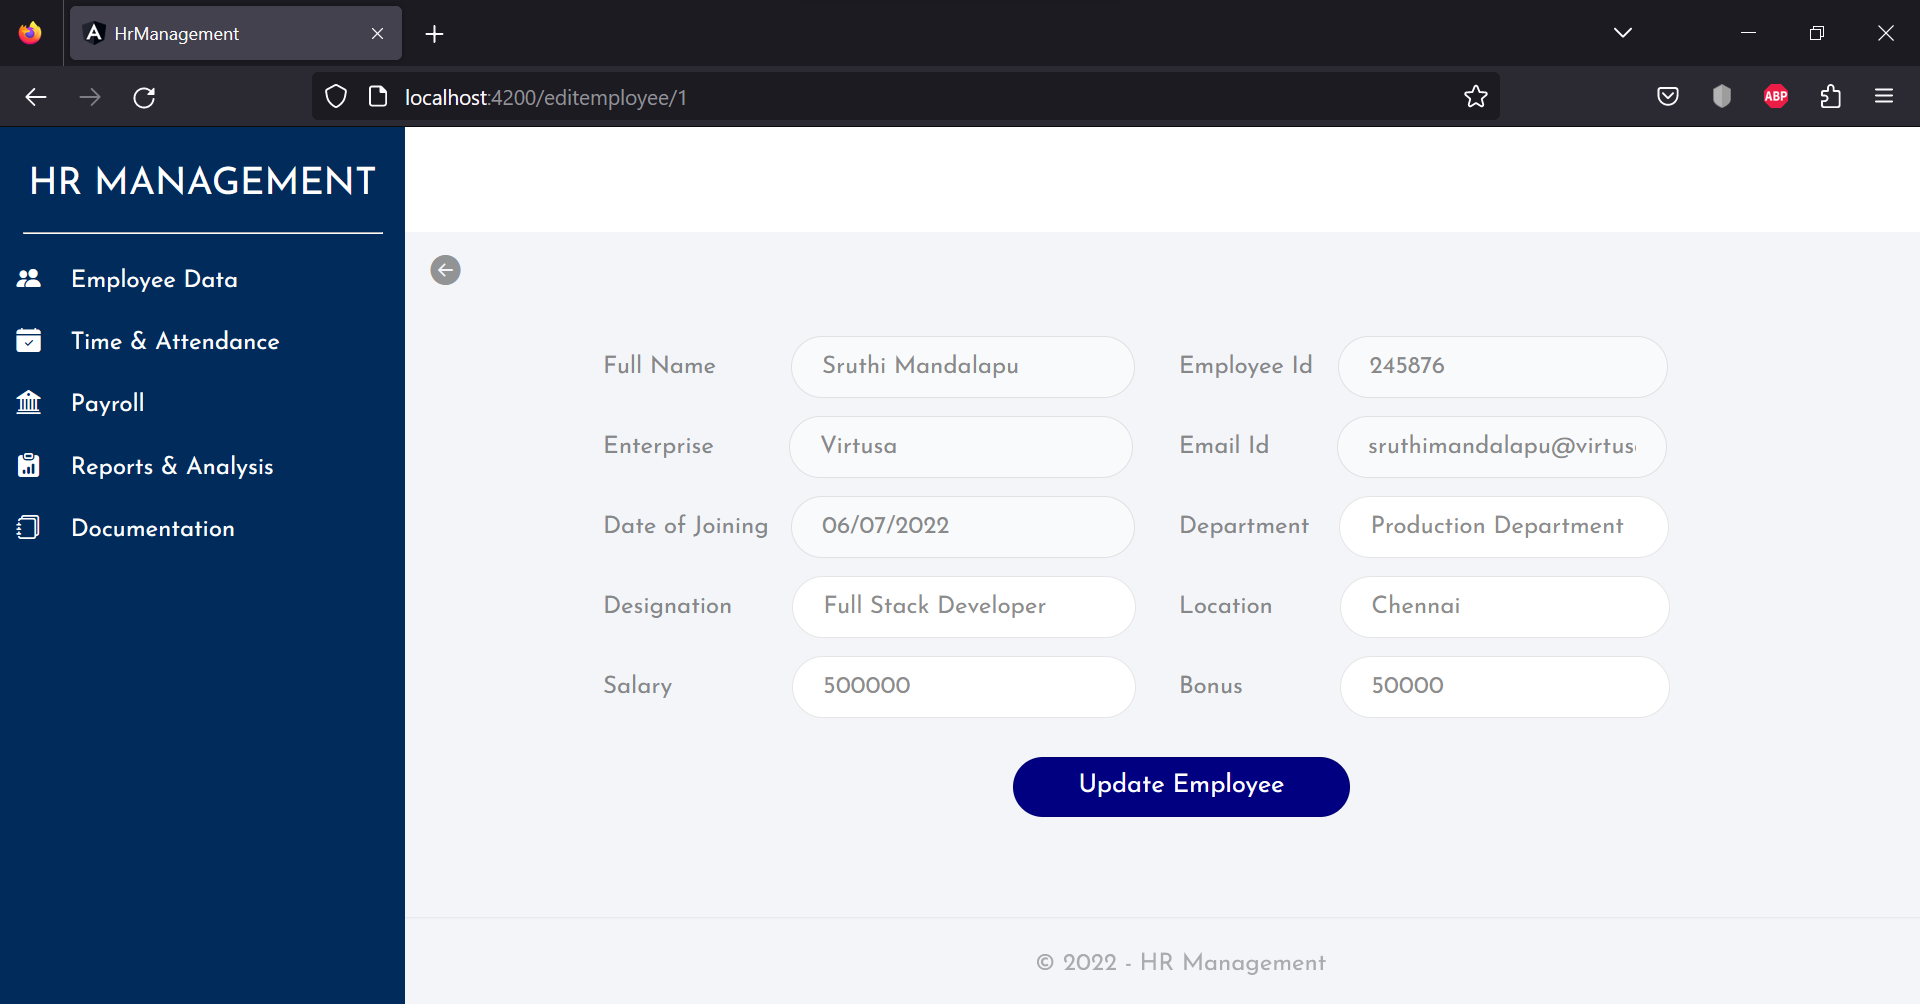 HrManagement
localhost:4200/editemployee/1
ABP
HR MANAGEMENT
Employee Data
Time & Attendance
Payroll
Reports & Analysis
Documentation
Full Name Sruthi Mandalapu Employee Id 245876
Enterprise Virtusa Email Id sruthimandalapu@virtus
Date of Joining 06/07/2022 Department Production Department
Designation Full Stack Developer Location Chennai
Salary 500000 Bonus 50000
Update Employee
© 2022 - HR Management